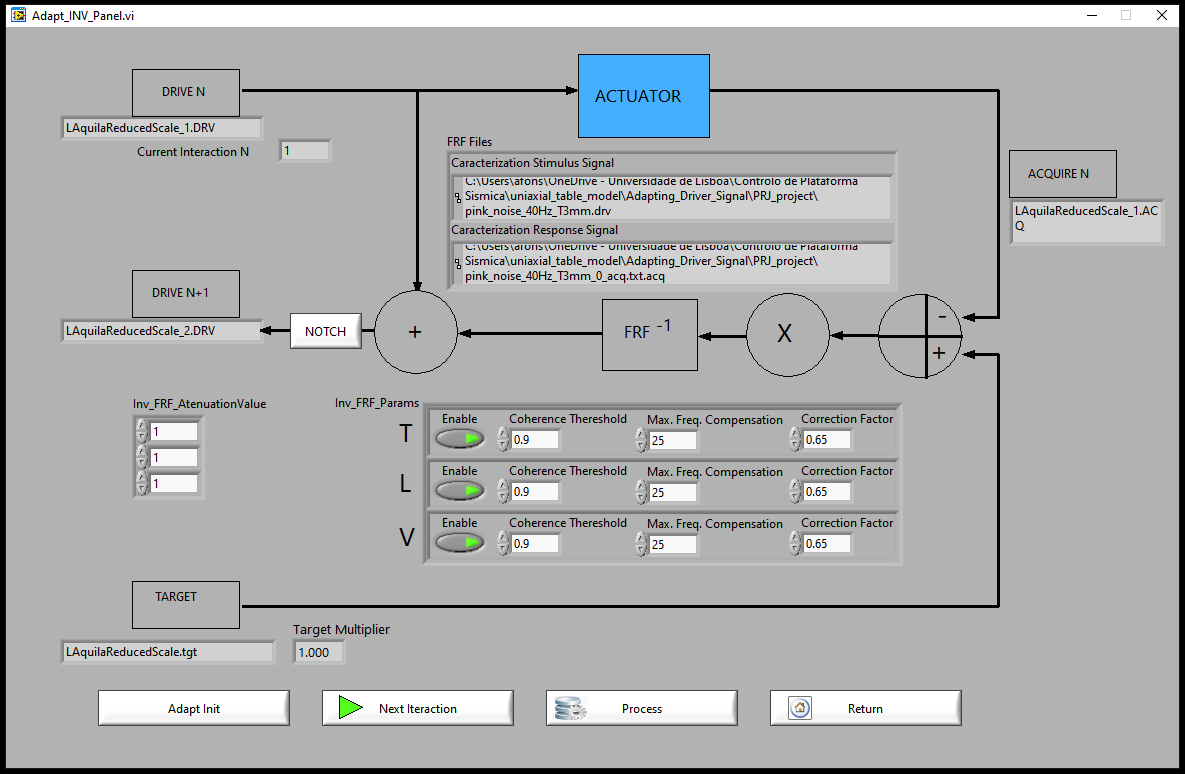 Adapt_INV_Panel.vi
DRIVE N
LAquilaReducedScale_1.DRV
Current Interaction N
1
ACTUATOR
FRF Files
Caracterization Stimulus Signal
C:\Users\afons\OneDrive - Universidade de Lisboa\Controlo de Plataforma
Sismica\uniaxial_table_model\Adapting_Driver_Signal\PRJ_project\
pink_noise_40Hz_T3mm.drv
Caracterization Response Signal
C:\Users\afons\OneDrive - Universidade de Lisboa\Controlo de Plataforma
Sismica\uniaxial_table_model\Adapting_Driver_Signal\PRJ_project\
pink_noise_40Hz_T3mm_0_acq.txt.acq
ACQUIRE N
LAquilaReducedScale_1.AC
Q
DRIVE N+1
LAquilaReducedScale_2.DRV
NOTCH
+
FRF -1
X
-
+
Inv_FRF_AtenuationValue
1
1
1
Inv_FRF_Params
T
Enable
Coherence Threshold
0.9
Max. Freq. Compensation
25
Correction Factor
0.65
L
Enable
Coherence Thereshold
0.9
Max. Freq. Compensation
25
Correction Factor
0.65
V
Enable
Coherence Thereshold
0.9
Max. Freq. Compensation
25
Correction Factor
0.65
TARGET
LAquilaReducedScale.tgt
Target Multiplier
1.000
Adapt Init
Next Iteraction
Process
Return